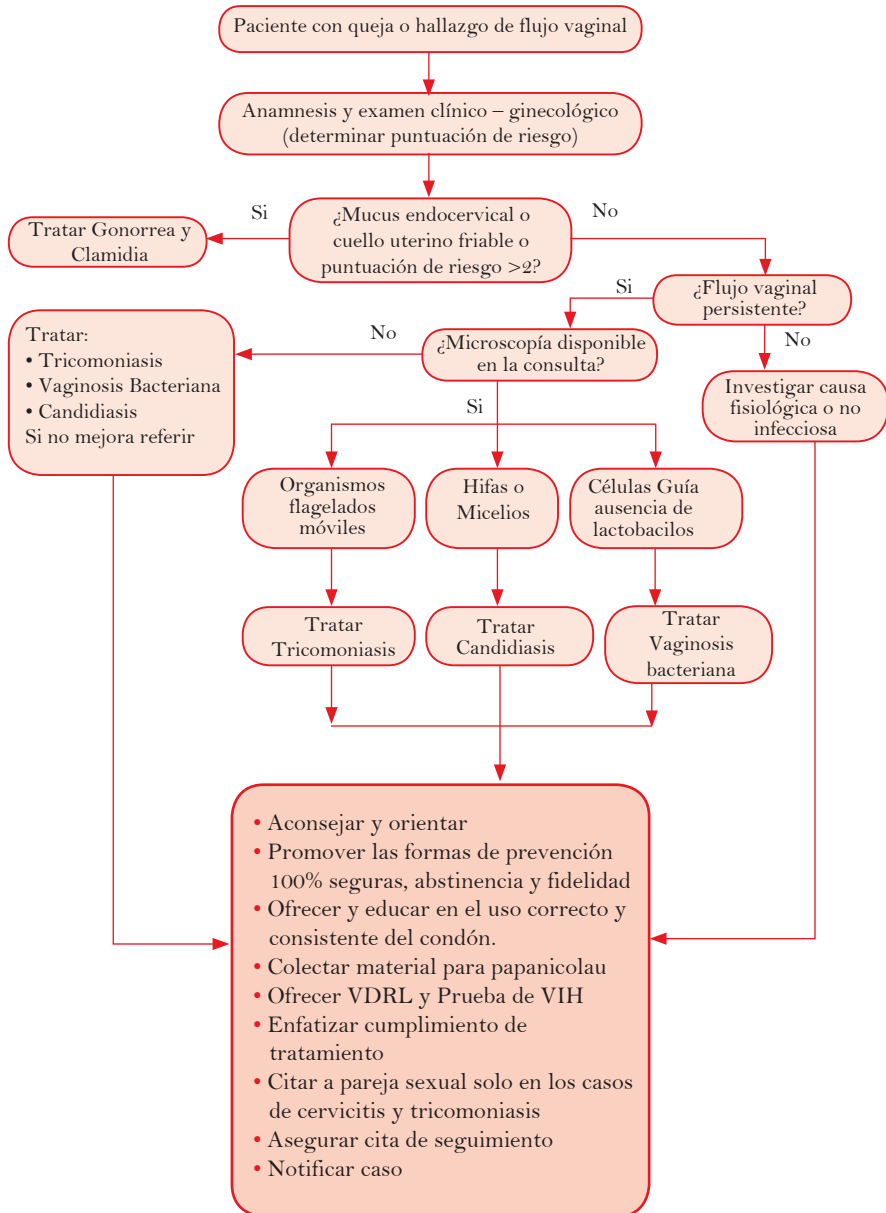 Paciente con queja o hallazgo de flujo vaginal
Anamnesis y examen clínico – ginecológico
(determinar puntuación de riesgo)
Si
¿Mucus endocervical o
cuello uterino friable o
puntuación de riesgo >2?
No
Tratar Gonorrea y
Clamidia
¿Flujo vaginal
persistente?
Si
No
¿Microscopía disponible
en la consulta?
No
Si
Tratar:
• Tricomoniasis
• Vaginosis Bacteriana
• Candidiasis
Si no mejora referir
Investigar causa
fisiológica o no
infecciosa
Organismos
flagelados
móviles
Hifas o
Micelios
Células Guía
ausencia de
lactobacilos
Tratar
Tricomoniasis
Tratar
Candidiasis
Tratar
Vaginosis
bacteriana
• Aconsejar y orientar
• Promover las formas de prevención
100% seguras, abstinencia y fidelidad
• Ofrecer y educar en el uso correcto y
consistente del condón.
• Colectar material para papanicolau
• Ofrecer VDRL y Prueba de VIH
• Enfatizar cumplimiento de
tratamiento
• Citar a pareja sexual solo en los casos
de cervicitis y tricomoniasis
• Asegurar cita de seguimiento
• Notificar caso